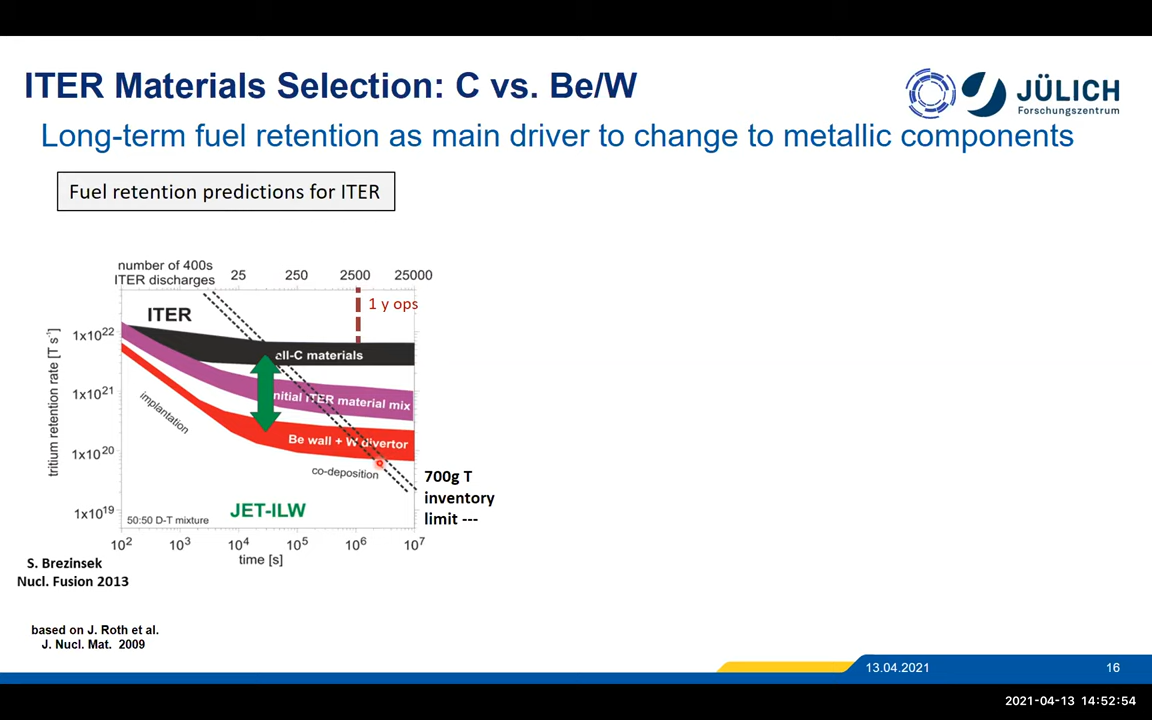 ITER Materials Selection: C vs. Be/W
JÜLICH
Forschungszentrum
Long-term fuel retention as main driver to change to metallic components
Fuel retention predictions for ITER
number of 400s
ITER discharges
25 250 2500 25000
1 y ops
ITER
tritium retention rate [T s⁻¹]
1x10²²
1x10²¹
1x10²⁰
1x10¹⁹
all-C materials
initial ITER material mix
Be wall + W divertor
implantation
co-deposition
700g T
inventory
limit ---
JET-ILW
50:50 D-T mixture
10² 10³ 10⁴ 10⁵ 10⁶ 10⁷
time [s]
S. Brezinsek
Nucl. Fusion 2013
based on J. Roth et al.
J. Nucl. Mat. 2009
13.04.2021
16
2021-04-13 14:52:54